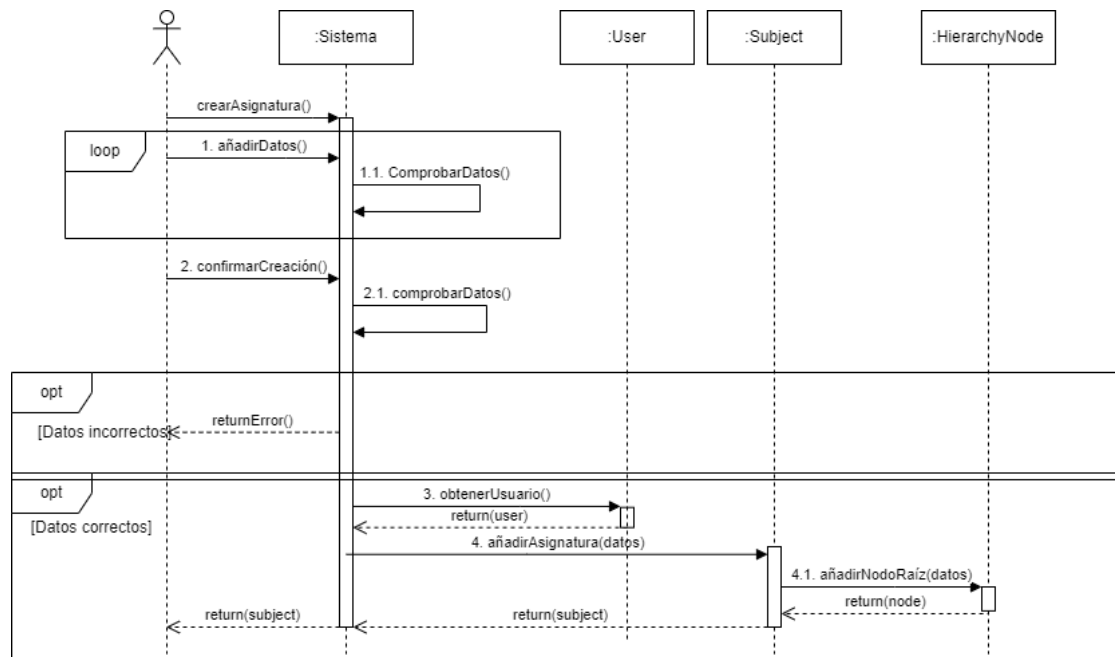 :Sistema
:User
:Subject
:HierarchyNode
crearAsignatura()
loop
1. añadirDatos()
1.1. ComprobarDatos()
2. confirmarCreación()
2.1. comprobarDatos()
opt
returnError()
[Datos incorrectos]
opt
3. obtenerUsuario()
return(user)
[Datos correctos]
4. añadirAsignatura(datos)
4.1. añadirNodoRaíz(datos)
return(node)
return(subject)
return(subject)